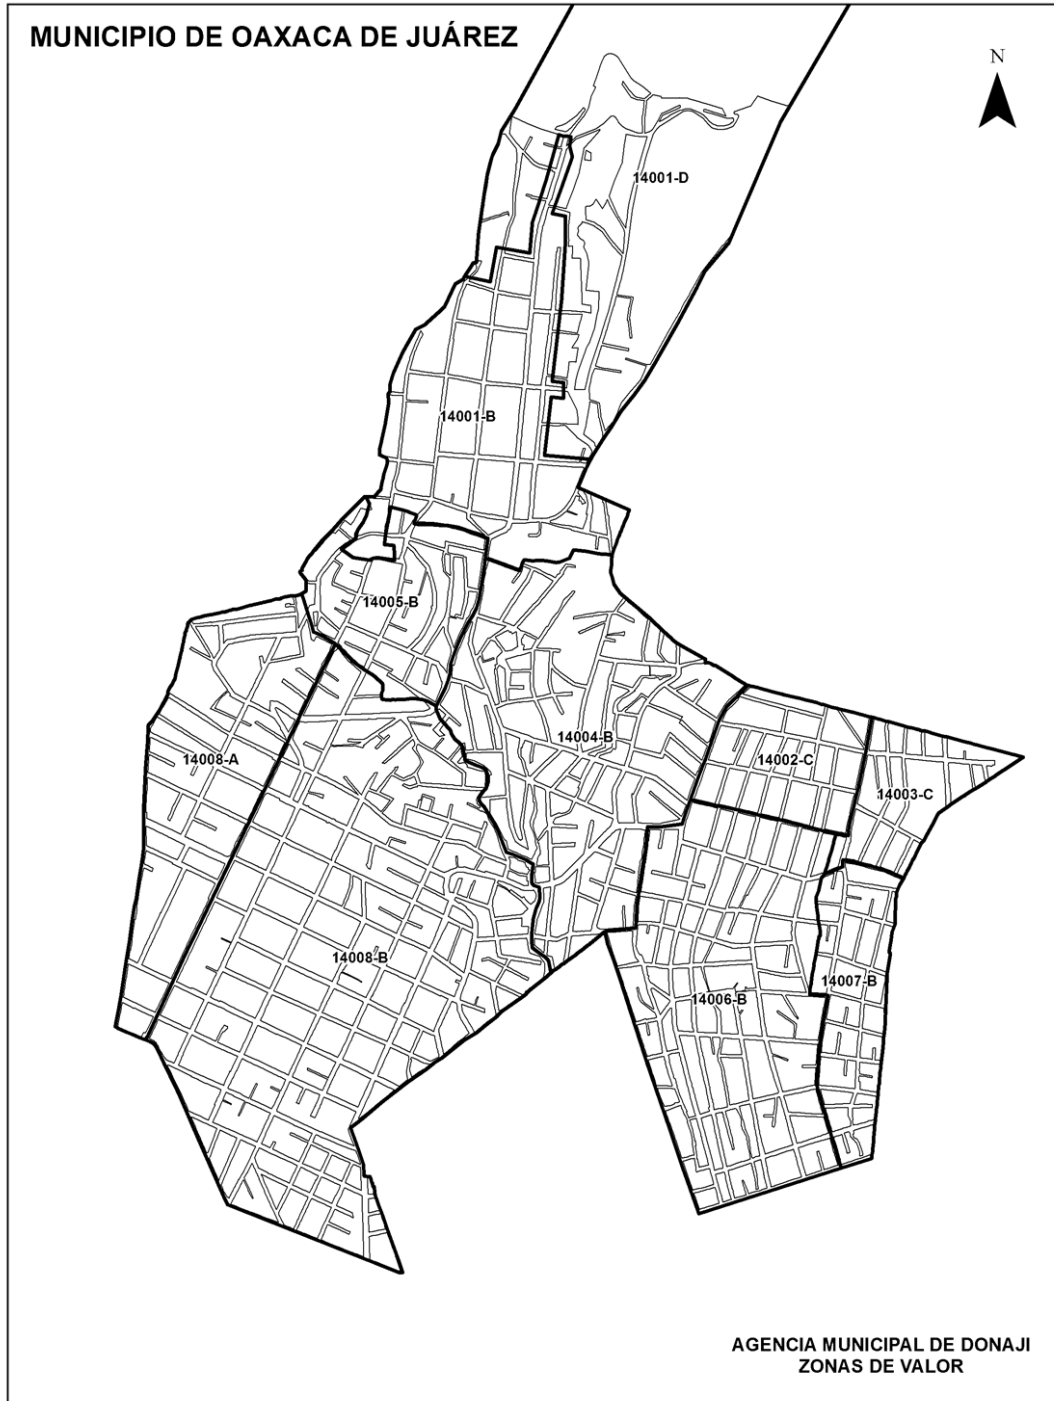 MUNICIPIO DE OAXACA DE JUÁREZ
N
14001-D
14001-B
14005-B
14004-B
14008-A
14002-C
14003-C
14008-B
14007-B
14006-B
AGENCIA MUNICIPAL DE DONAJI
ZONAS DE VALOR